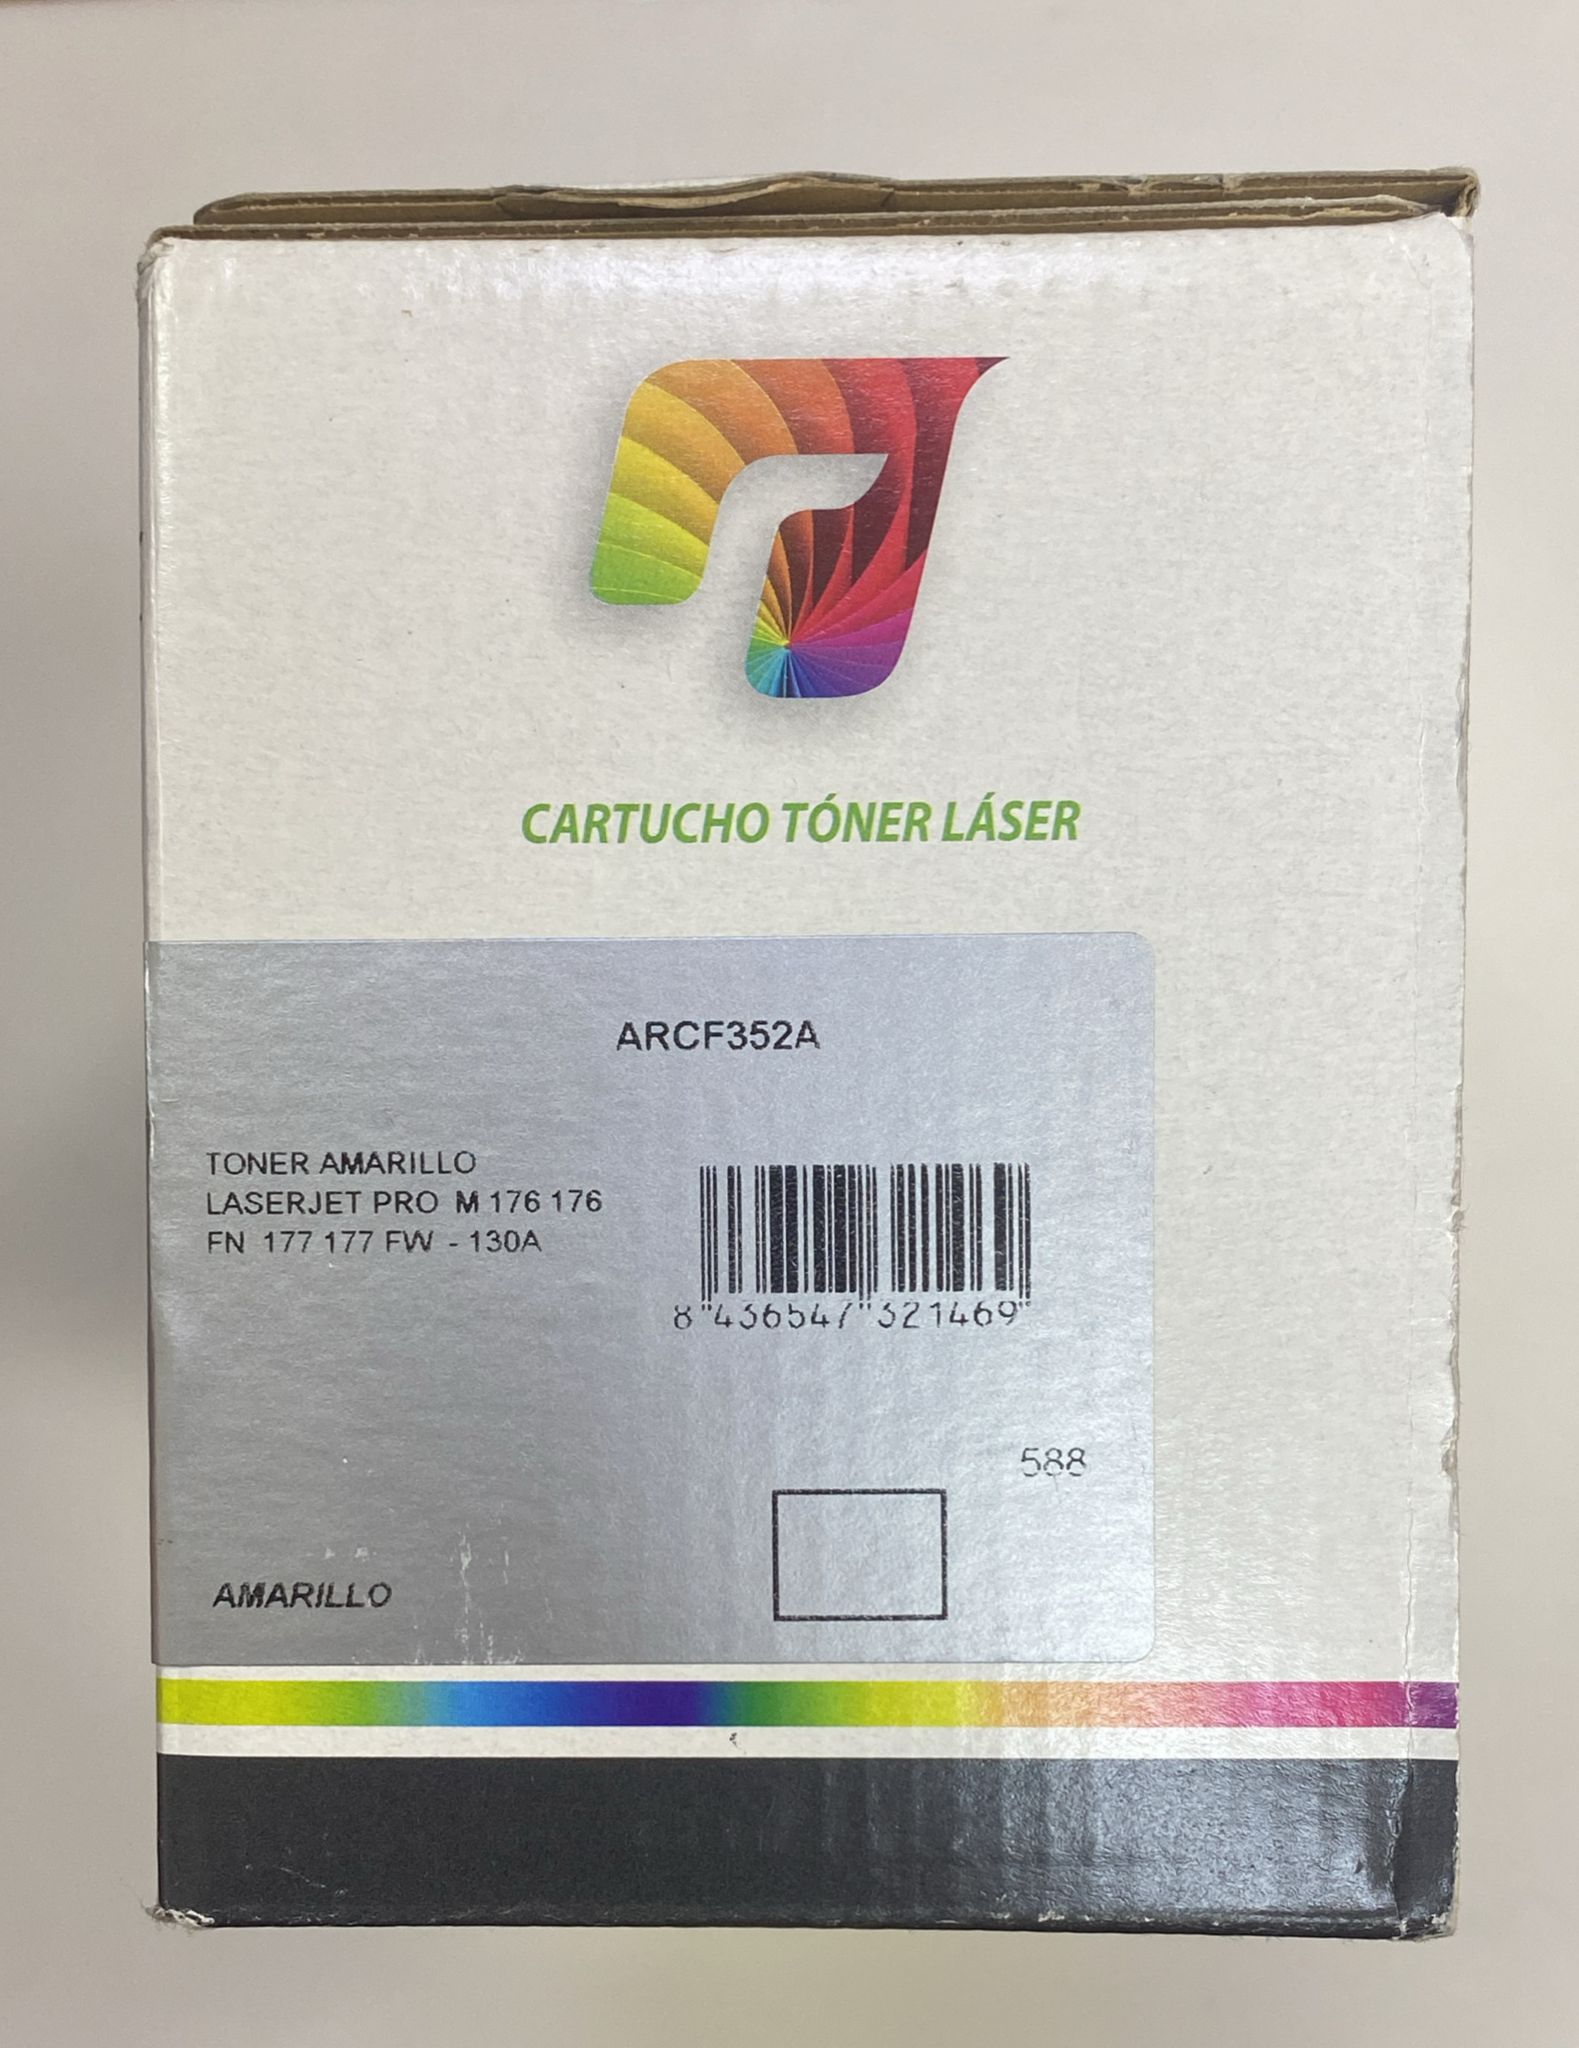 CARTUCHO TÓNER LÁSER
ARCF352A
TONER AMARILLO
LASERJET PRO M 176 176
FN 177 177 FW - 130A
8"436547"321469"
588
AMARILLO